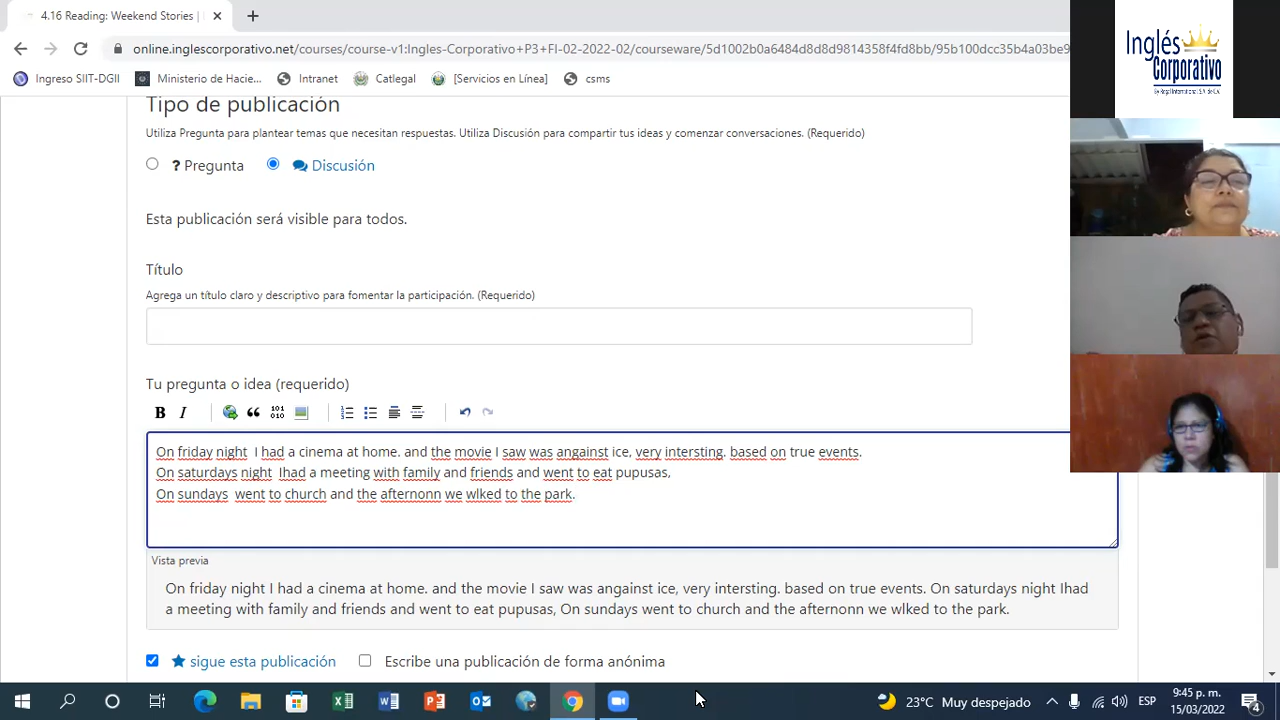 4.16 Reading: Weekend Stories |
online.inglescorporativo.net/courses/course-v1:Ingles-Corporativo+P3+FI-02-2022-02/courseware/5d1002b0a6484d8d8d9814358f4fd8bb/95b100dcc35b4a03be9
Ingreso SIIT-DGII
Ministerio de Hacie...
Intranet
Catlegal
[Servicios en Línea]
csms
Inglés
Corporativo
By Regal International, S.A. de C.V.
Tipo de publicación
Utiliza Pregunta para plantear temas que necesitan respuestas. Utiliza Discusión para compartir tus ideas y comenzar conversaciones. (Requerido)
? Pregunta
Discusión
Esta publicación será visible para todos.
Título
Agrega un título claro y descriptivo para fomentar la participación. (Requerido)
Tu pregunta o idea (requerido)
B I
101
010
On friday night I had a cinema at home. and the movie I saw was angainst ice, very intersting. based on true events.
On saturdays night Ihad a meeting with family and friends and went to eat pupusas,
On sundays went to church and the afternonn we wlked to the park.
Vista previa
On friday night I had a cinema at home. and the movie I saw was angainst ice, very intersting. based on true events. On saturdays night Ihad
a meeting with family and friends and went to eat pupusas, On sundays went to church and the afternonn we wlked to the park.
sigue esta publicación
Escribe una publicación de forma anónima
23°C Muy despejado
ESP
9:45 p. m.
15/03/2022
4